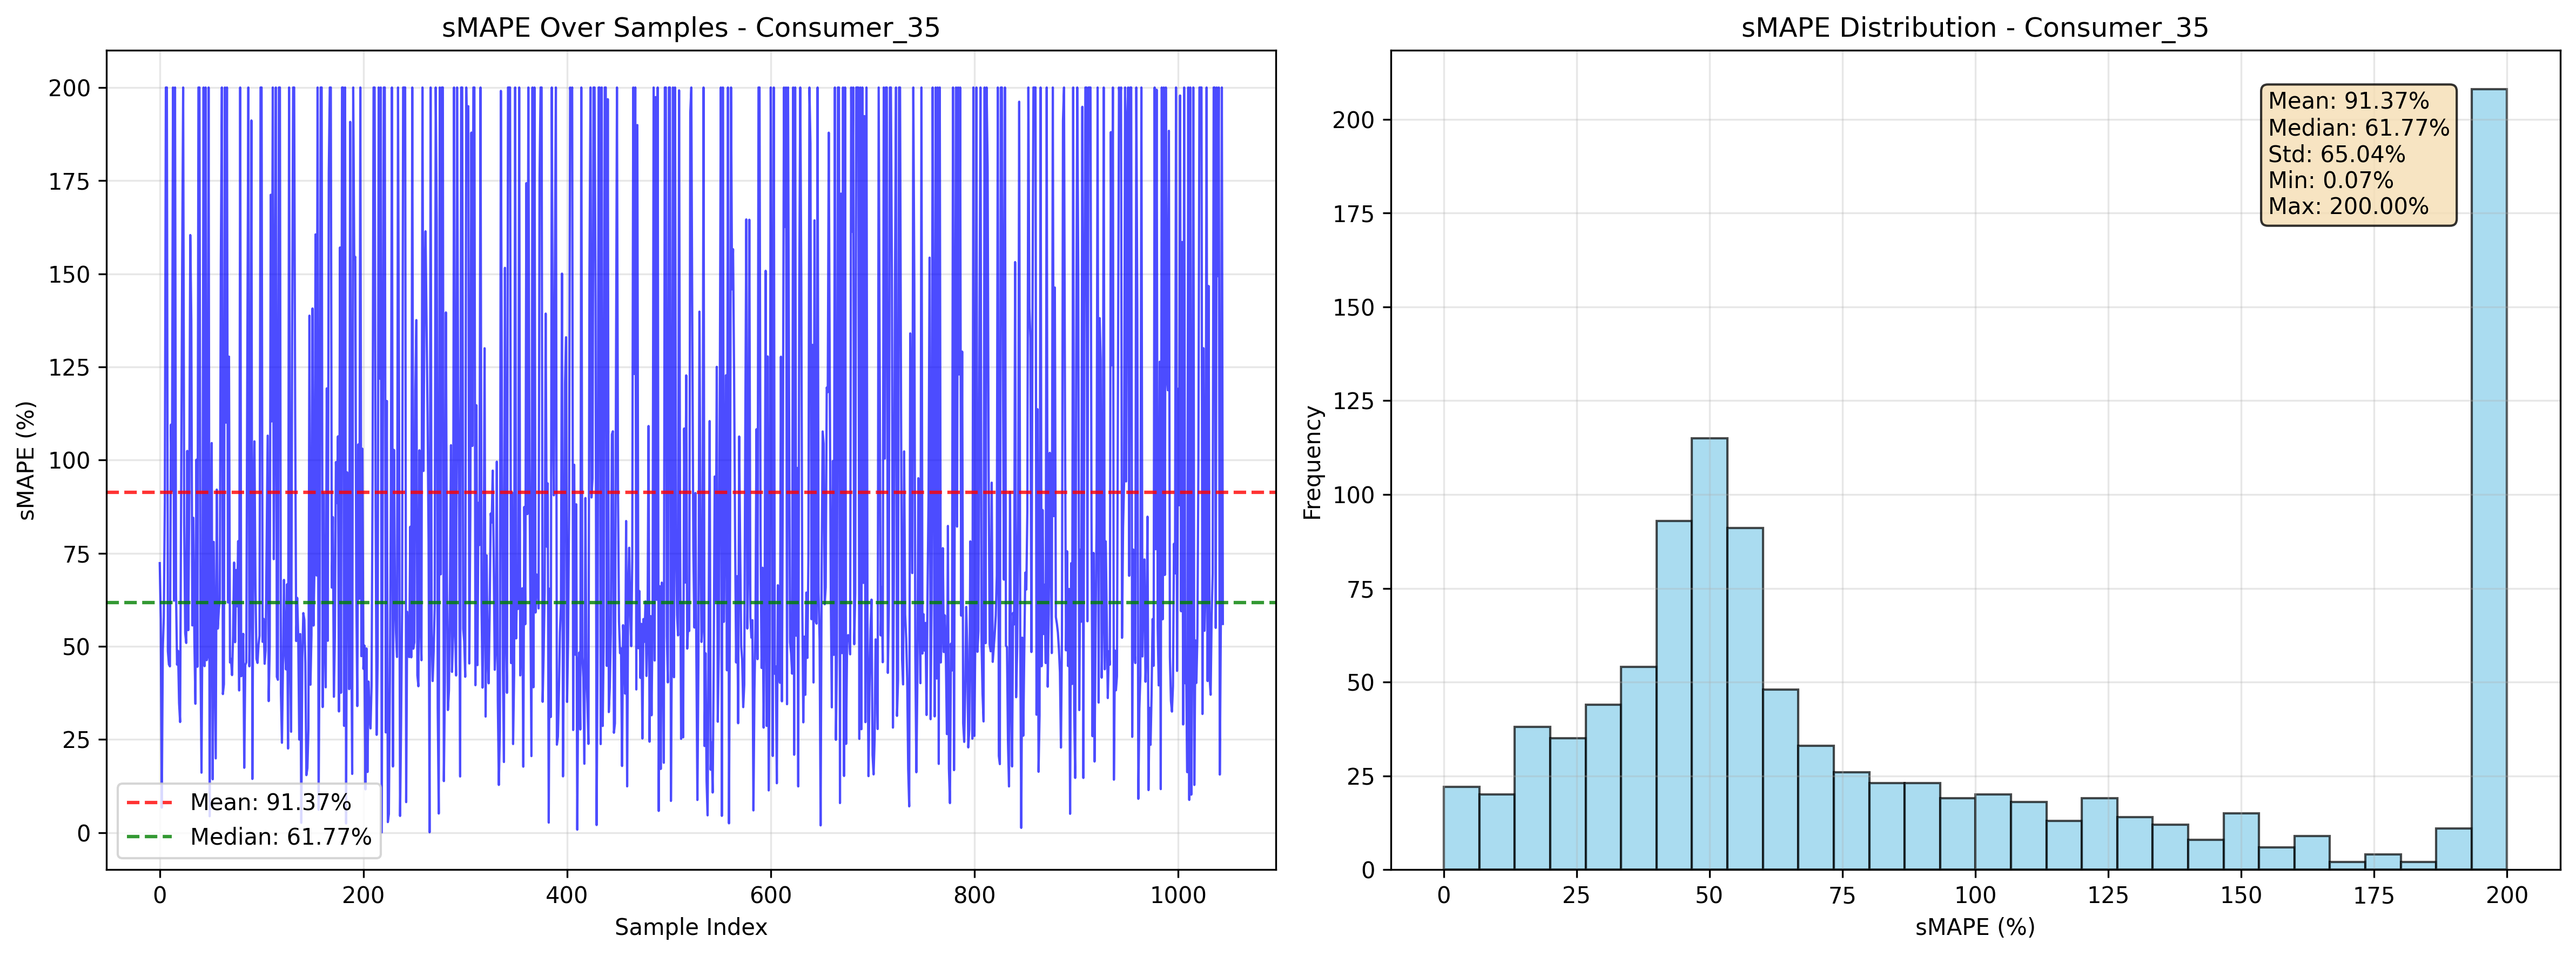 sMAPE Over Samples - Consumer_35
sMAPE (%)
200
175
150
125
100
75
50
25
0
Mean: 91.37%
Median: 61.77%
0
200
400
600
800
1000
Sample Index
sMAPE Distribution - Consumer_35
Frequency
200
175
150
125
100
75
50
25
0
Mean: 91.37%
Median: 61.77%
Std: 65.04%
Min: 0.07%
Max: 200.00%
0
25
50
75
100
125
150
175
200
sMAPE (%)